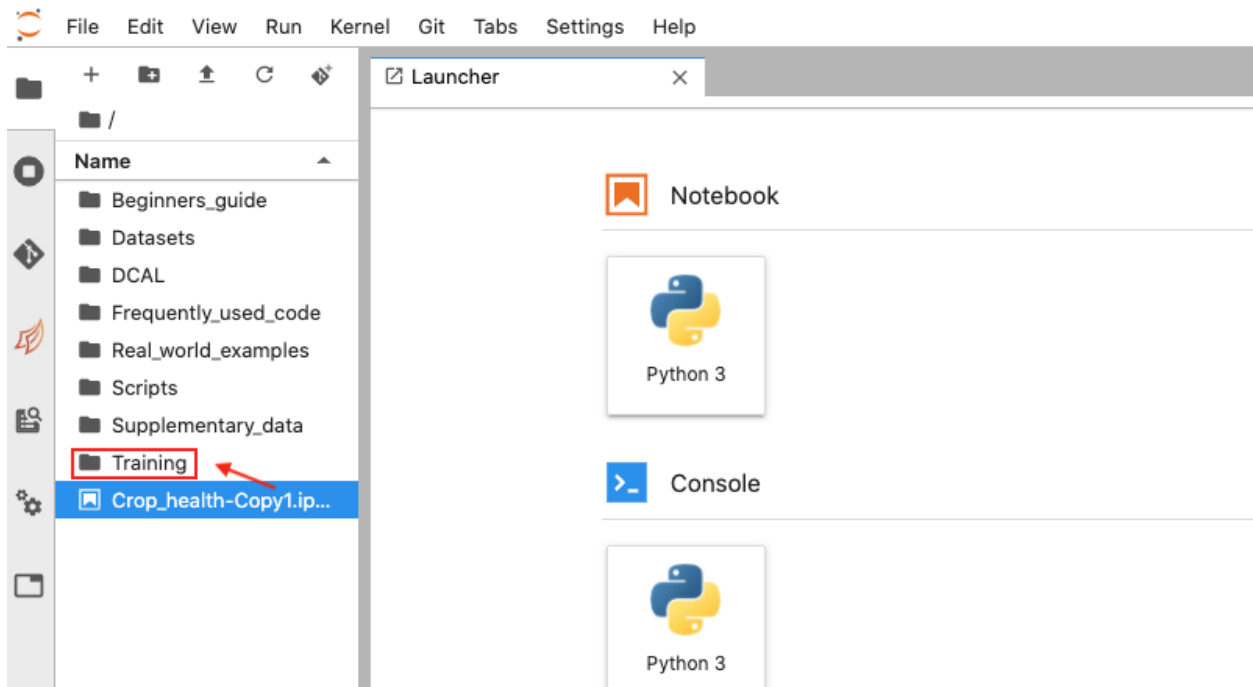 File Edit View Run Kernel Git Tabs Settings Help
Launcher
/
Name
Beginners_guide
Datasets
DCAL
Frequently_used_code
Real_world_examples
Scripts
Supplementary_data
Training
Crop_health-Copy1.ip...
Notebook
Python 3
Console
Python 3